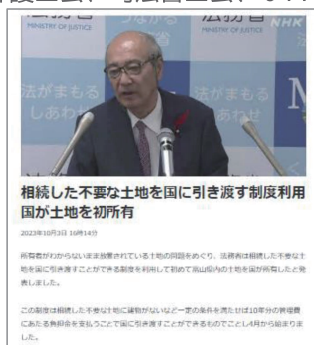 法務省
MINISTRY OF JUSTICE
法務省
MINISTRY OF JUSTICE
NHK
法がまもる
しあわせ
法がまもる
相続した不要な土地を国に引き渡す制度利用
国が土地を初所有
2023年10月3日 16時14分
所有者がわからないまま放置されている土地の問題をめぐり、法務省は相続した不要な土
地を国に引き渡すことができる制度を利用して初めて富山県内の土地を国が所有したと発
表しました。
この制度は相続した不要な土地に建物がないなど一定の条件を満たせば10年分の管理費
にあたる負担金を支払うことで国に引き渡すことができるものでことし4月から始まりま
した。